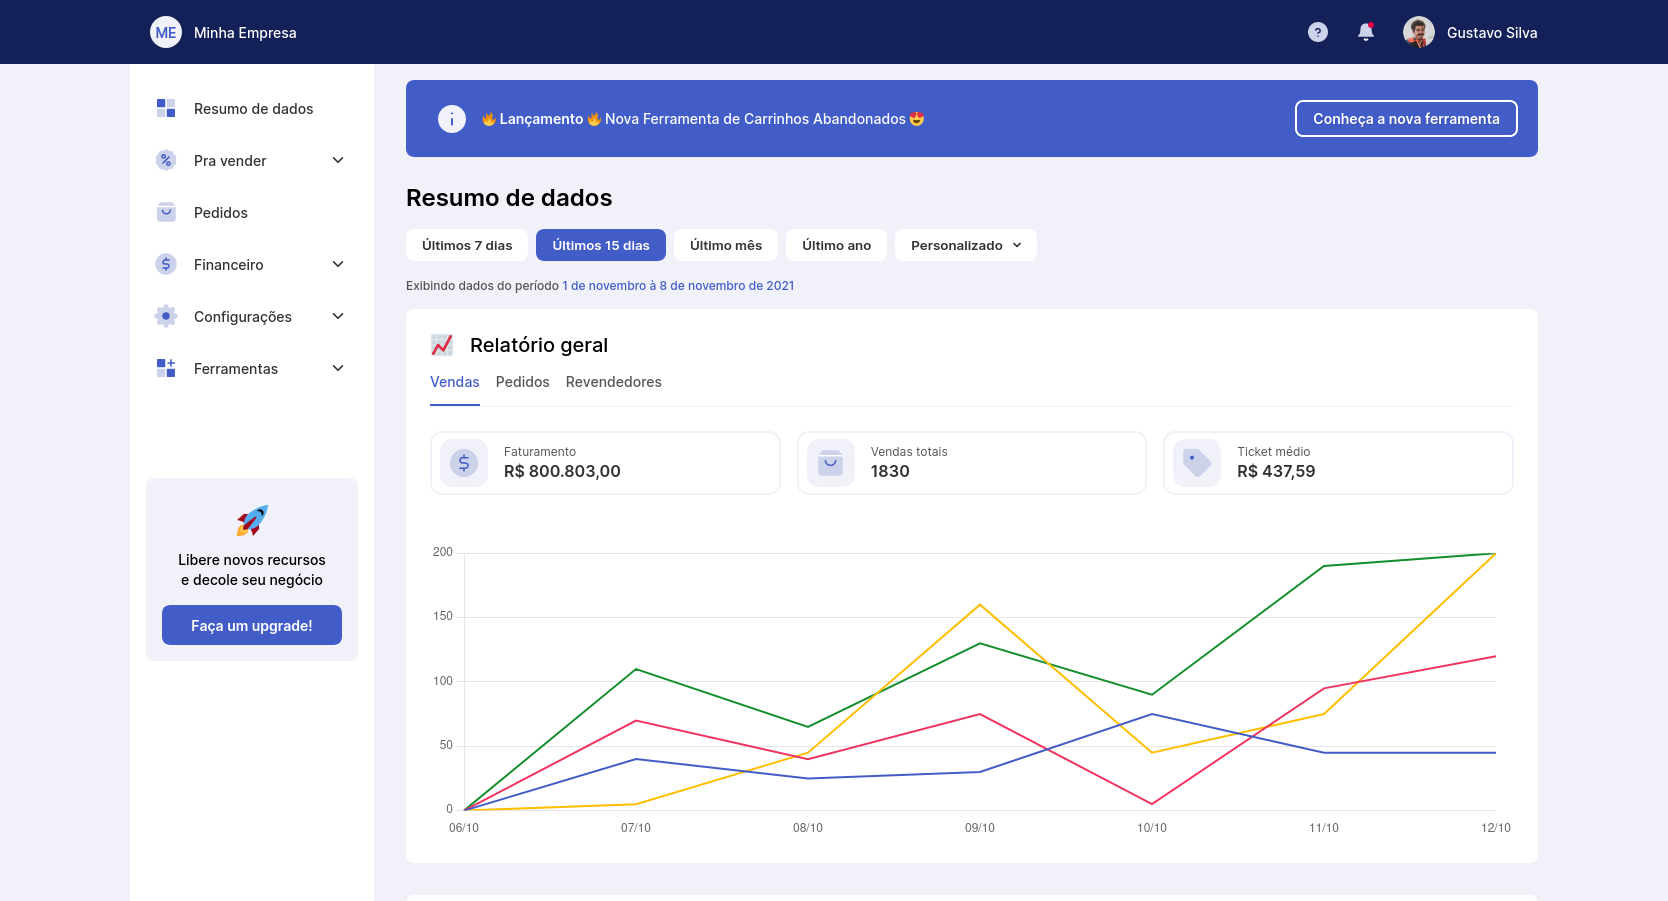 ME Minha Empresa
? Gustavo Silva
Resumo de dados
Pra vender
Pedidos
Financeiro
Configurações
Ferramentas
Libere novos recursos
e decole seu negócio
Faça um upgrade!
🔥 Lançamento 🔥 Nova Ferramenta de Carrinhos Abandonados 😍
Conheça a nova ferramenta
Resumo de dados
Últimos 7 dias Últimos 15 dias Último mês Último ano Personalizado
Exibindo dados do período 1 de novembro à 8 de novembro de 2021
Relatório geral
Vendas Pedidos Revendedores
Faturamento
R$ 800.803,00
Vendas totais
1830
Ticket médio
R$ 437,59
200
150
100
50
0
06/10 07/10 08/10 09/10 10/10 11/10 12/10